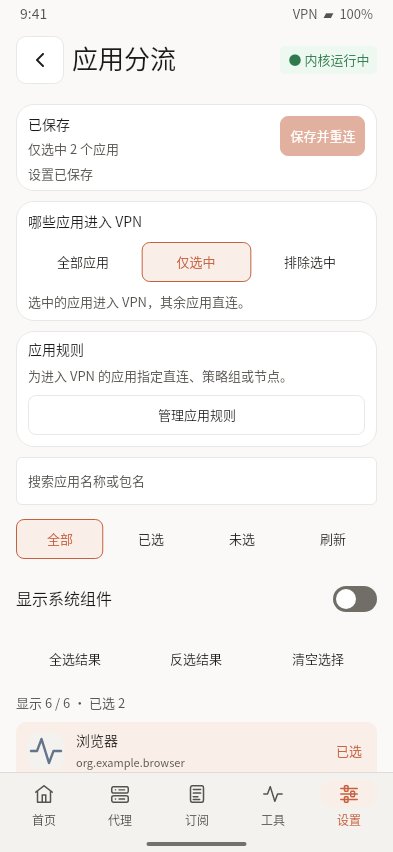 9:41
VPN 100%
应用分流
内核运行中
已保存
仅选中 2 个应用
设置已保存
保存并重连
哪些应用进入 VPN
全部应用
仅选中
排除选中
选中的应用进入 VPN，其余应用直连。
应用规则
为进入 VPN 的应用指定直连、策略组或节点。
管理应用规则
搜索应用名称或包名
全部
已选
未选
刷新
显示系统组件
全选结果
反选结果
清空选择
显示 6 / 6 · 已选 2
浏览器
org.example.browser
已选
首页
代理
订阅
工具
设置